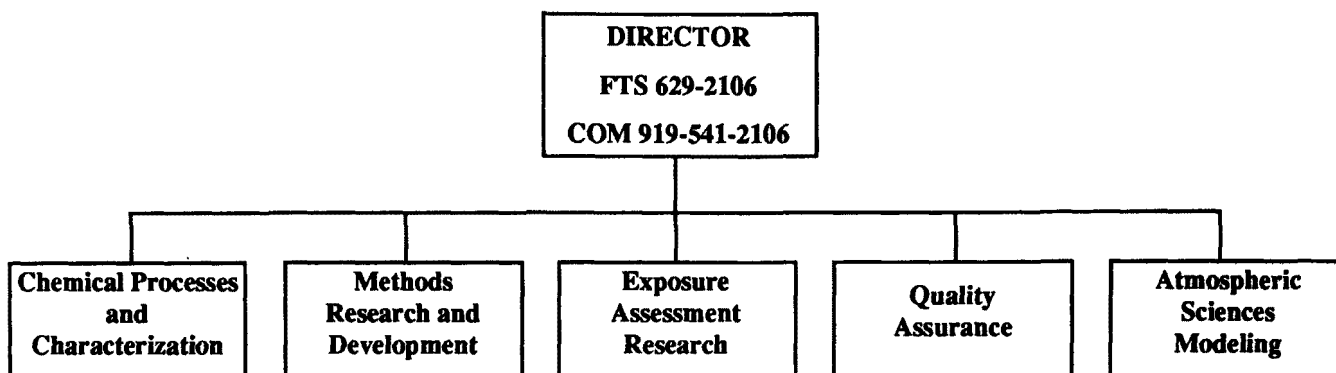 DIRECTOR
FTS 629-2106
COM 919-541-2106
Chemical Processes
and
Characterization
Methods
Research and
Development
Exposure
Assessment
Research
Quality
Assurance
Atmospheric
Sciences
Modeling